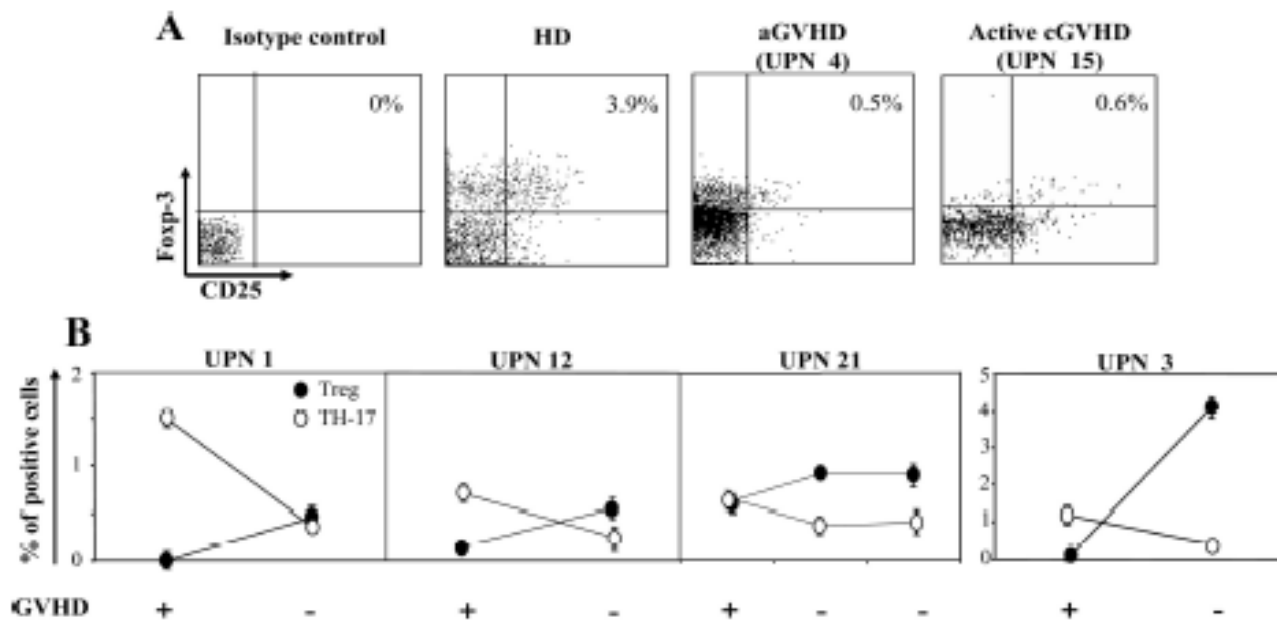 A
Isotype control
HD
aGVHD
(UPN 4)
Active cGVHD
(UPN 15)
0%
3.9%
0.5%
0.6%
Foxp-3
CD25
B
UPN 1
UPN 12
UPN 21
UPN 3
% of positive cells
2
1
0
Treg
TH-17
5
4
3
2
1
0
GVHD
+
-
+
-
+
-
-
+
-